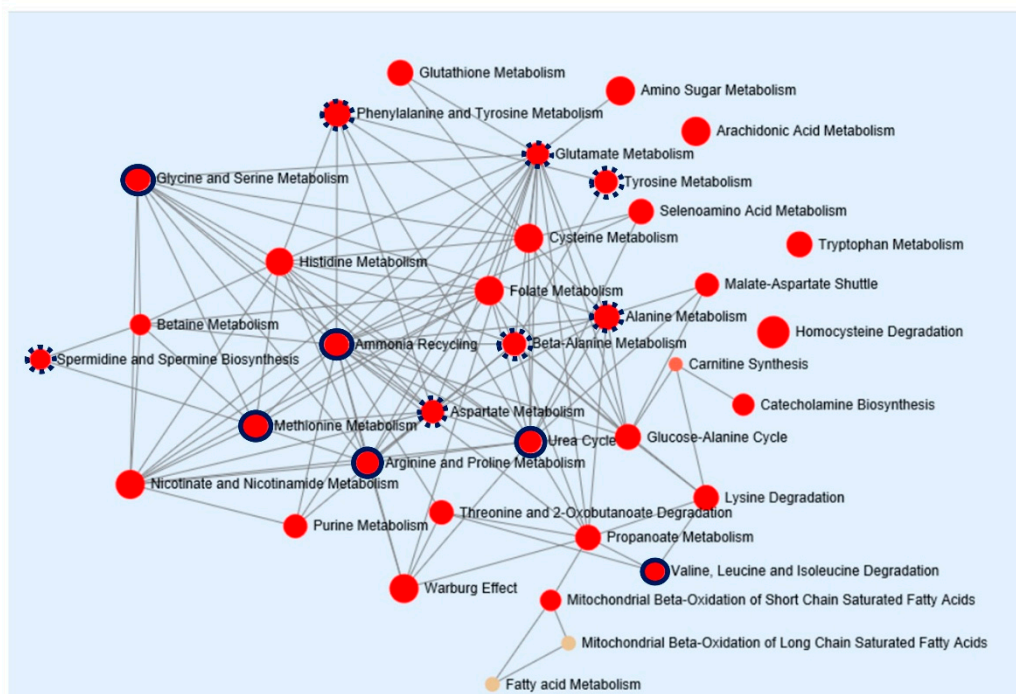 Glutathione Metabolism
Amino Sugar Metabolism
Phenylalanine and Tyrosine Metabolism
Arachidonic Acid Metabolism
Glutamate Metabolism
Glycine and Serine Metabolism
Tyrosine Metabolism
Selenoamino Acid Metabolism
Cysteine Metabolism
Tryptophan Metabolism
Histidine Metabolism
Malate-Aspartate Shuttle
Folate Metabolism
Alanine Metabolism
Betaine Metabolism
Homocysteine Degradation
Ammonia Recycling
Beta-Alanine Metabolism
Spermidine and Spermine Biosynthesis
Carnitine Synthesis
Catecholamine Biosynthesis
Aspartate Metabolism
Methionine Metabolism
Urea Cycle
Glucose-Alanine Cycle
Arginine and Proline Metabolism
Nicotinate and Nicotinamide Metabolism
Lysine Degradation
Threonine and 2-Oxobutanoate Degradation
Purine Metabolism
Propanoate Metabolism
Valine, Leucine and Isoleucine Degradation
Warburg Effect
Mitochondrial Beta-Oxidation of Short Chain Saturated Fatty Acids
Mitochondrial Beta-Oxidation of Long Chain Saturated Fatty Acids
Fatty acid Metabolism